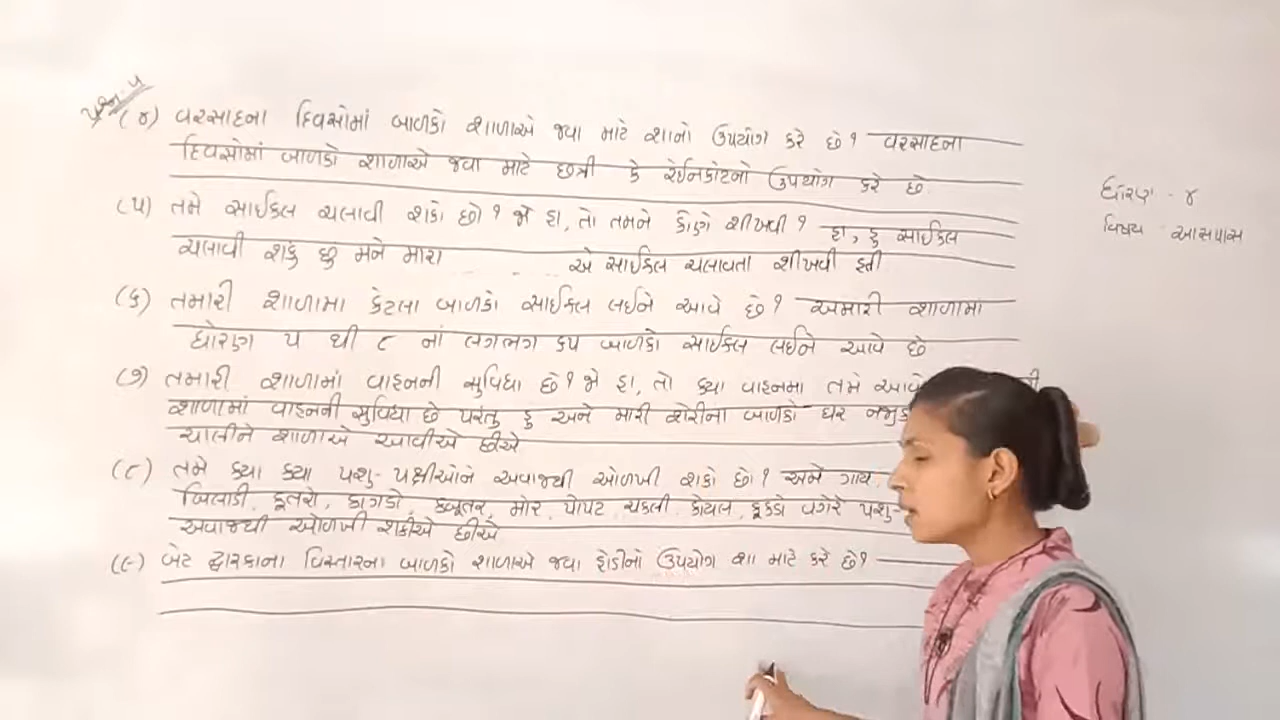 પ્રશ્ન-૫
(૪) વરસાદના દિવસોમાં બાળકો શાળાએ જવા માટે શાનો ઉપયોગ કરે છે? વરસાદના
દિવસોમાં બાળકો શાળાએ જવા માટે છત્રી કે રેઈનકોટનો ઉપયોગ કરે છે.
(૫) તમે સાઈકલ ચલાવી શકો છો? જો હા, તો તમને કોણે શીખવી? હા, હુ સાઈકલ
ચલાવી શકુ છુ મને મારા એ સાઈકલ ચલાવતા શીખવી હતી
(૬) તમારી શાળામા કેટલા બાળકો સાઈકલ લઈને આવે છે? અમારી શાળામાં
ધોરણ ૫ થી ૮ નાં લગભગ ૬૫ બાળકો સાઈકલ લઈને આવે છે
(૭) તમારી શાળામાં વાહનની સુવિધા છે? જો હા, તો કયા વાહનમા તમે આવે
શાળામાં વાહનની સુવિધા છે પરંતુ હુ અને મારી શેરીના બાળકો ઘર નજીક
ચાલીને શાળાએ આવીએ છીએ
(૮) તમે કયા કયા પશુ-પક્ષીઓને અવાજથી ઓળખી શકો છો? અમે ગાય,
બિલાડી, કૂતરો, કાગડો, કબૂતર, મોર, પોપટ, ચકલી, કોયલ, કૂકડો વગેરે પશુ-
અવાજથી ઓળખી શકીએ છીએ
(૯) બેટ દ્વારકાના વિસ્તારના બાળકો શાળાએ જવા હોડીનો ઉપયોગ શા માટે કરે છે?
ધોરણ - ૪
વિષય - આસપાસ